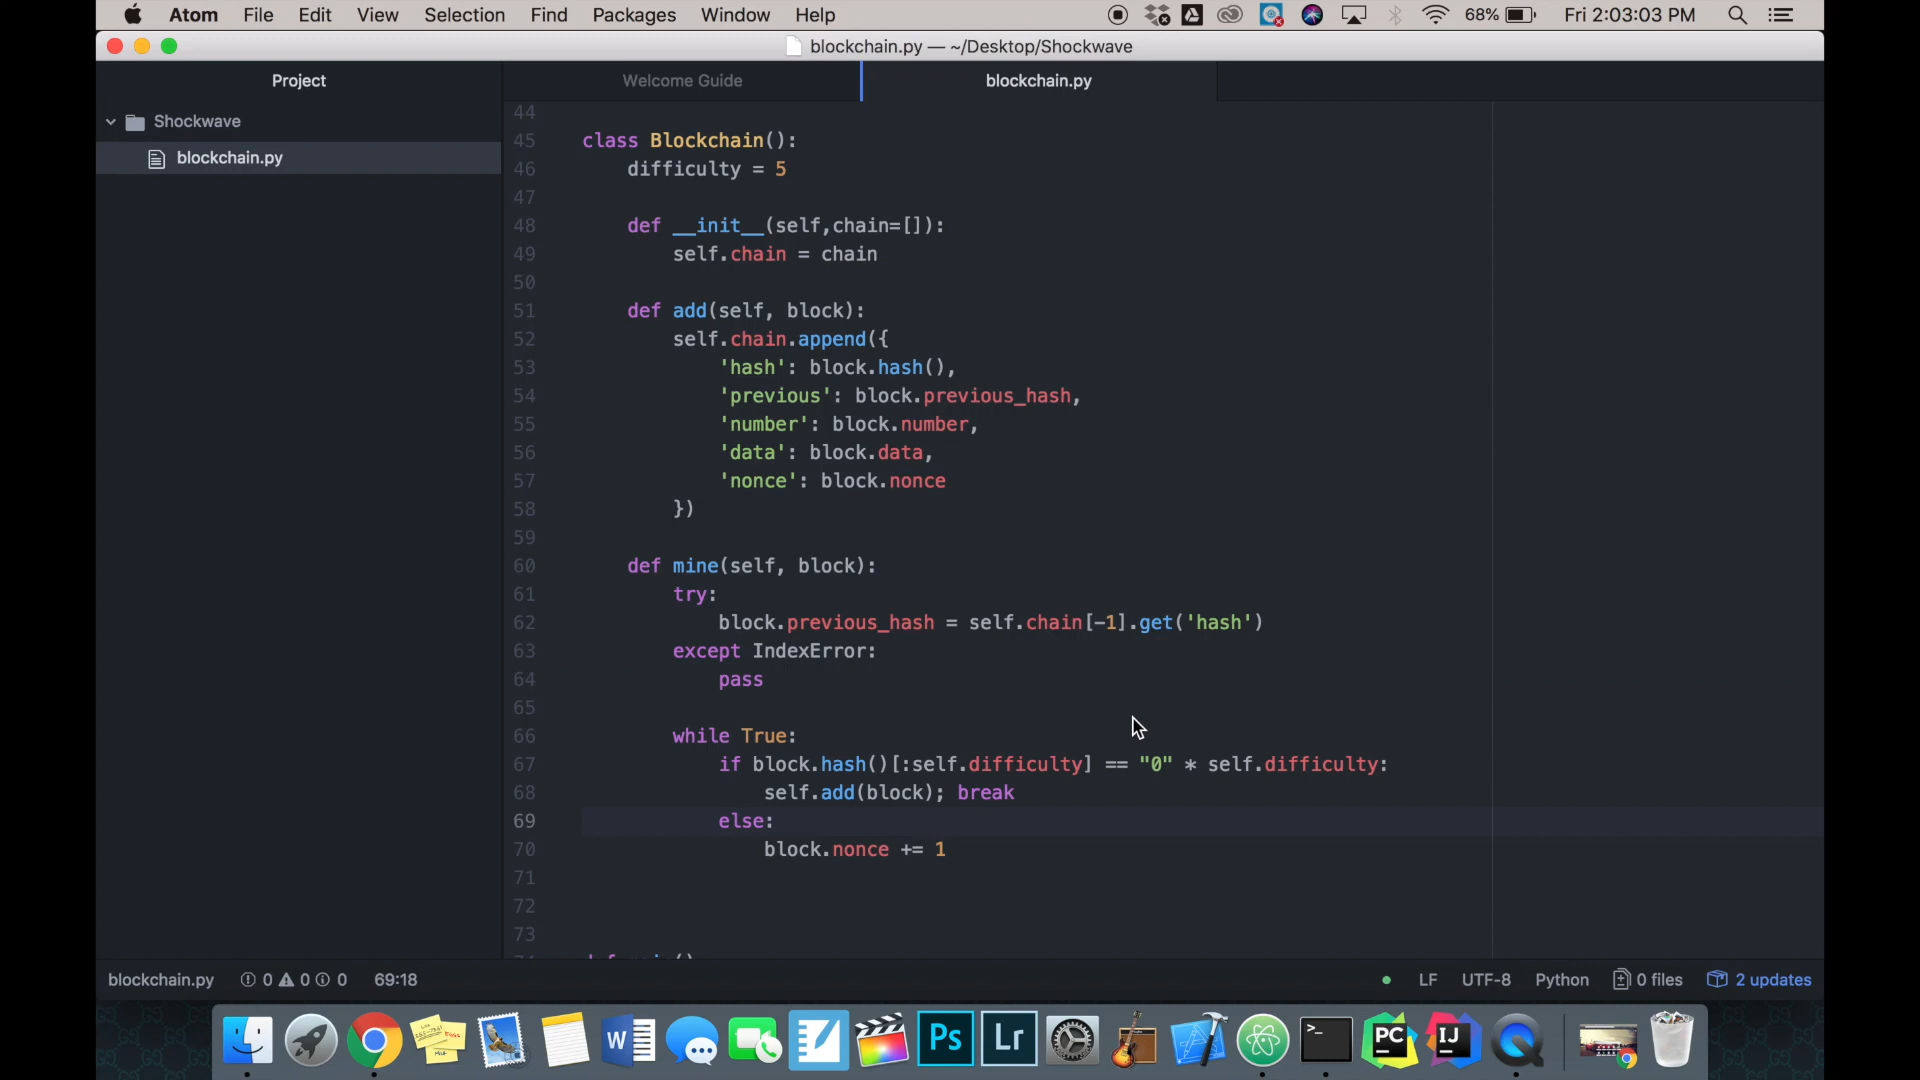 Atom File Edit View Selection Find Packages Window Help 68% Fri 2:03:03 PM
blockchain.py — ~/Desktop/Shockwave
Project Welcome Guide blockchain.py
Shockwave
blockchain.py
44
45 class Blockchain():
46 difficulty = 5
47
48 def __init__(self,chain=[]):
49 self.chain = chain
50
51 def add(self, block):
52 self.chain.append({
53 'hash': block.hash(),
54 'previous': block.previous_hash,
55 'number': block.number,
56 'data': block.data,
57 'nonce': block.nonce
58 })
59
60 def mine(self, block):
61 try:
62 block.previous_hash = self.chain[-1].get('hash')
63 except IndexError:
64 pass
65
66 while True:
67 if block.hash()[:self.difficulty] == "0" * self.difficulty:
68 self.add(block); break
69 else:
70 block.nonce += 1
71
72
73
blockchain.py 0 0 0 69:18 LF UTF-8 Python 0 files 2 updates
W Ps Lr >_ PC IJ